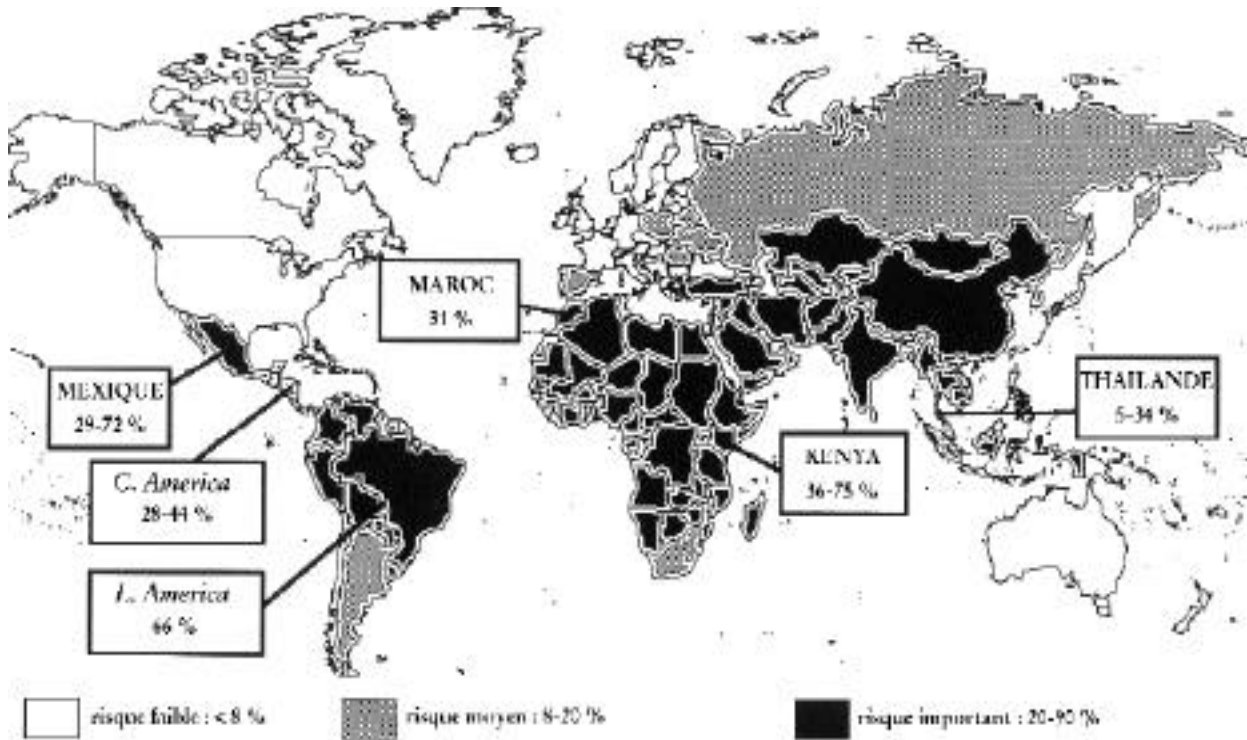 MAROC
31 %
MEXIQUE
29-72 %
THAILANDE
5-34 %
C. America
28-44 %
KENYA
36-75 %
L. America
66 %
risque faible : < 8 %
risque moyen : 8-20 %
risque important : 20-90 %